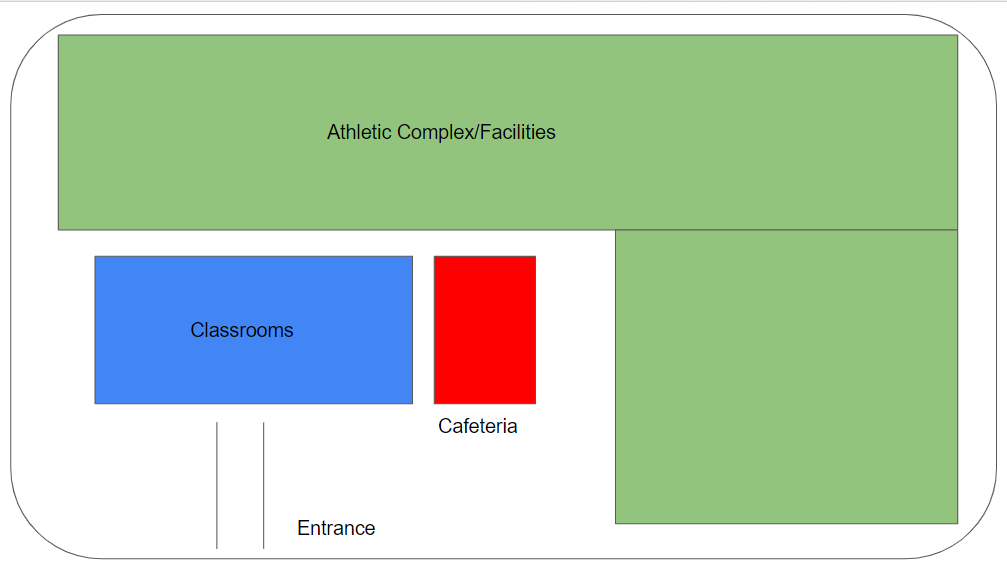 Athletic Complex/Facilities
Classrooms
Cafeteria
Entrance